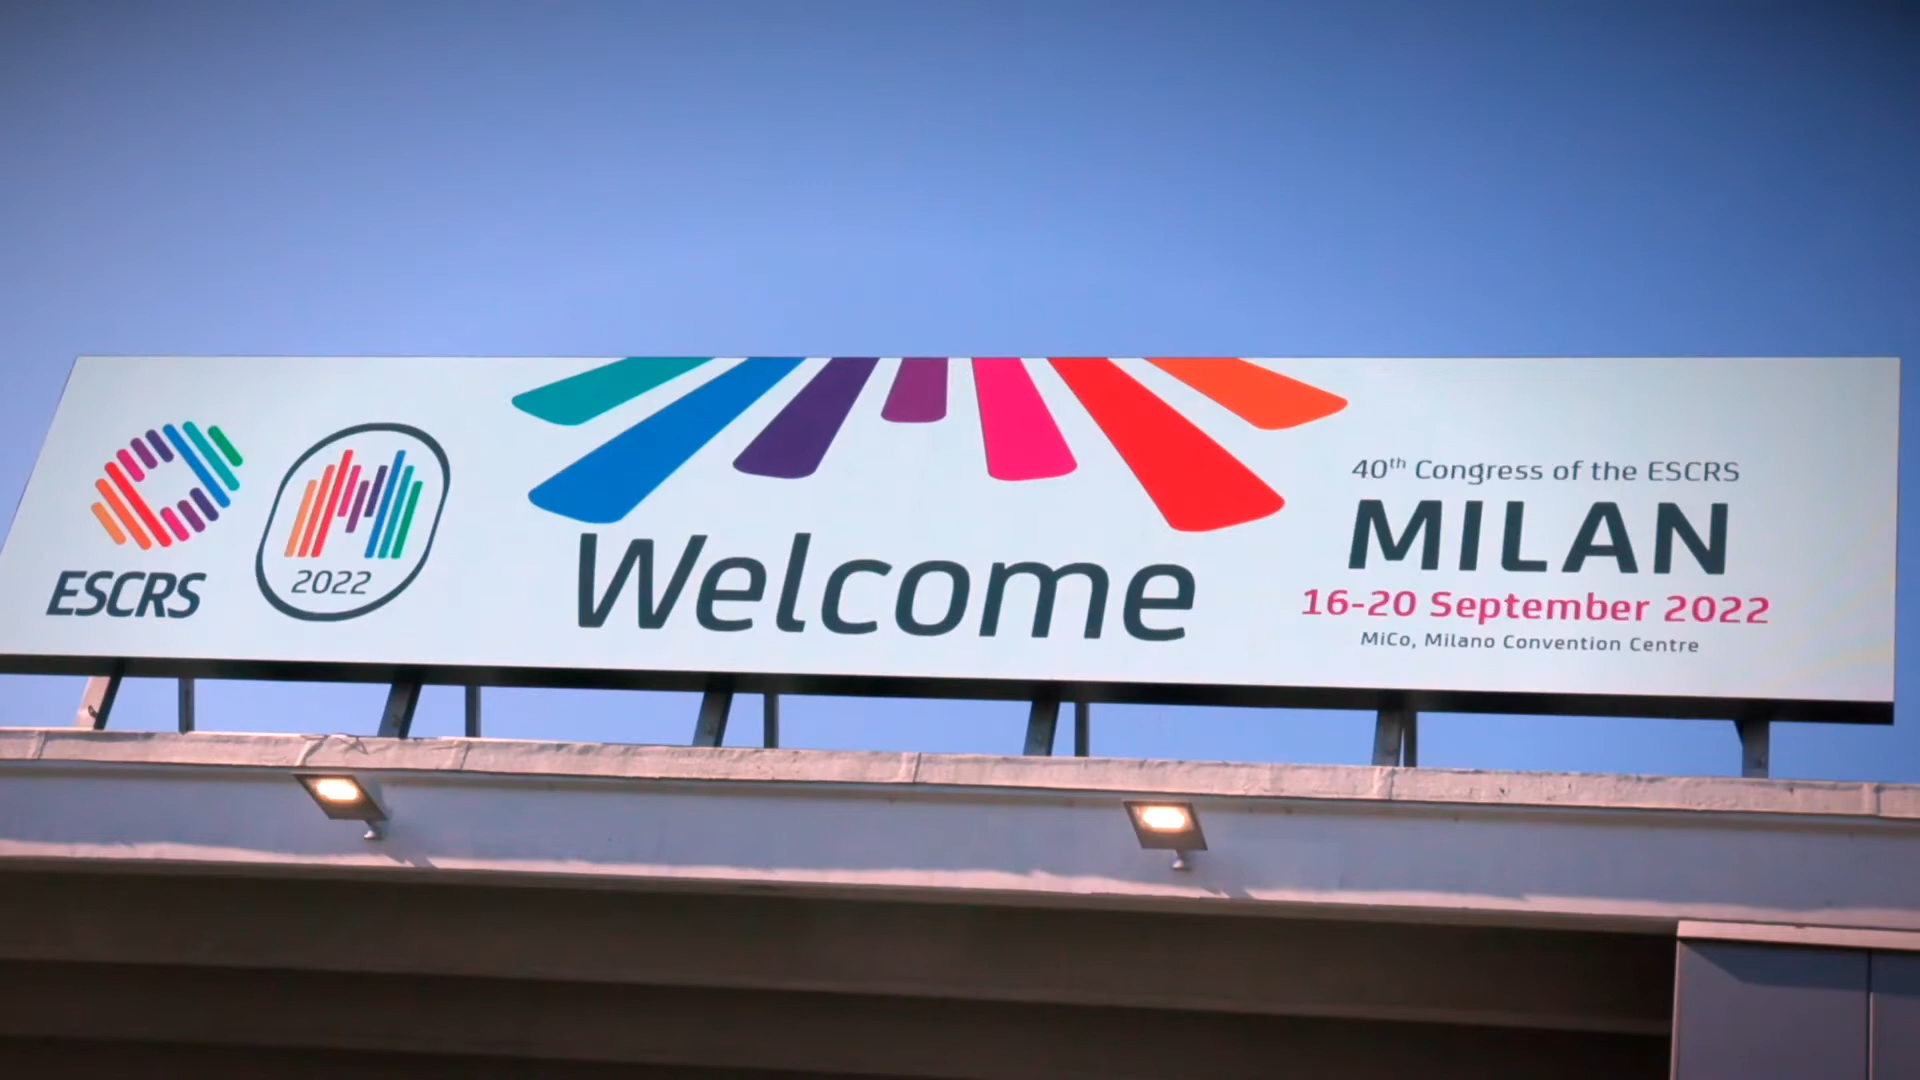 ESCRS
2022
Welcome
40th Congress of the ESCRS
MILAN
16-20 September 2022
MiCo, Milano Convention Centre